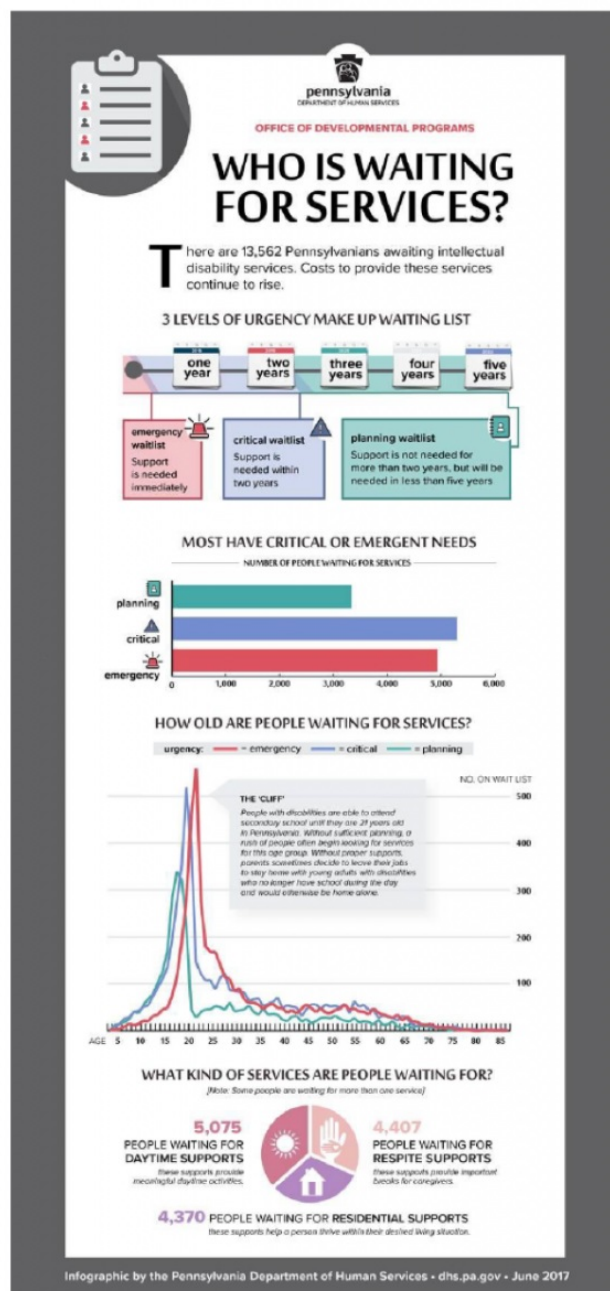 pennsylvania
DEPARTMENT OF HUMAN SERVICES
OFFICE OF DEVELOPMENTAL PROGRAMS
WHO IS WAITING
FOR SERVICES?
There are 13,562 Pennsylvanians awaiting intellectual
disability services. Costs to provide these services
continue to rise.
3 LEVELS OF URGENCY MAKE UP WAITING LIST
one
year
two
years
three
years
four
years
five
years
emergency
waitlist
Support
is needed
immediately
critical waitlist
Support is
needed within
two years
planning waitlist
Support is not needed for
more than two years, but will be
needed in less than five years
MOST HAVE CRITICAL OR EMERGENT NEEDS
NUMBER OF PEOPLE WAITING FOR SERVICES
planning
critical
emergency
0 1,000 2,000 3,000 4,000 5,000 6,000
HOW OLD ARE PEOPLE WAITING FOR SERVICES?
urgency: = emergency = critical = planning
NO. ON WAIT LIST
THE 'CLIFF'
People with disabilities are able to attend
secondary school until they are 21 years old
in Pennsylvania. Without sufficient planning, a
rush of people often begin looking for services
for this age group. Without proper supports,
parents sometimes decide to leave their jobs
to stay home with young adults with disabilities
who no longer have school during the day
and would otherwise be home alone.
500
400
300
200
100
AGE 5 10 15 20 25 30 35 40 45 50 55 60 65 70 75 80 85
WHAT KIND OF SERVICES ARE PEOPLE WAITING FOR?
[Note: Some people are waiting for more than one service]
5,075
PEOPLE WAITING FOR
DAYTIME SUPPORTS
these supports provide
meaningful daytime activities.
4,407
PEOPLE WAITING FOR
RESPITE SUPPORTS
these supports provide important
breaks for caregivers.
4,370 PEOPLE WAITING FOR RESIDENTIAL SUPPORTS
these supports help a person thrive within their desired living situation.
Infographic by the Pennsylvania Department of Human Services • dhs.pa.gov • June 2017